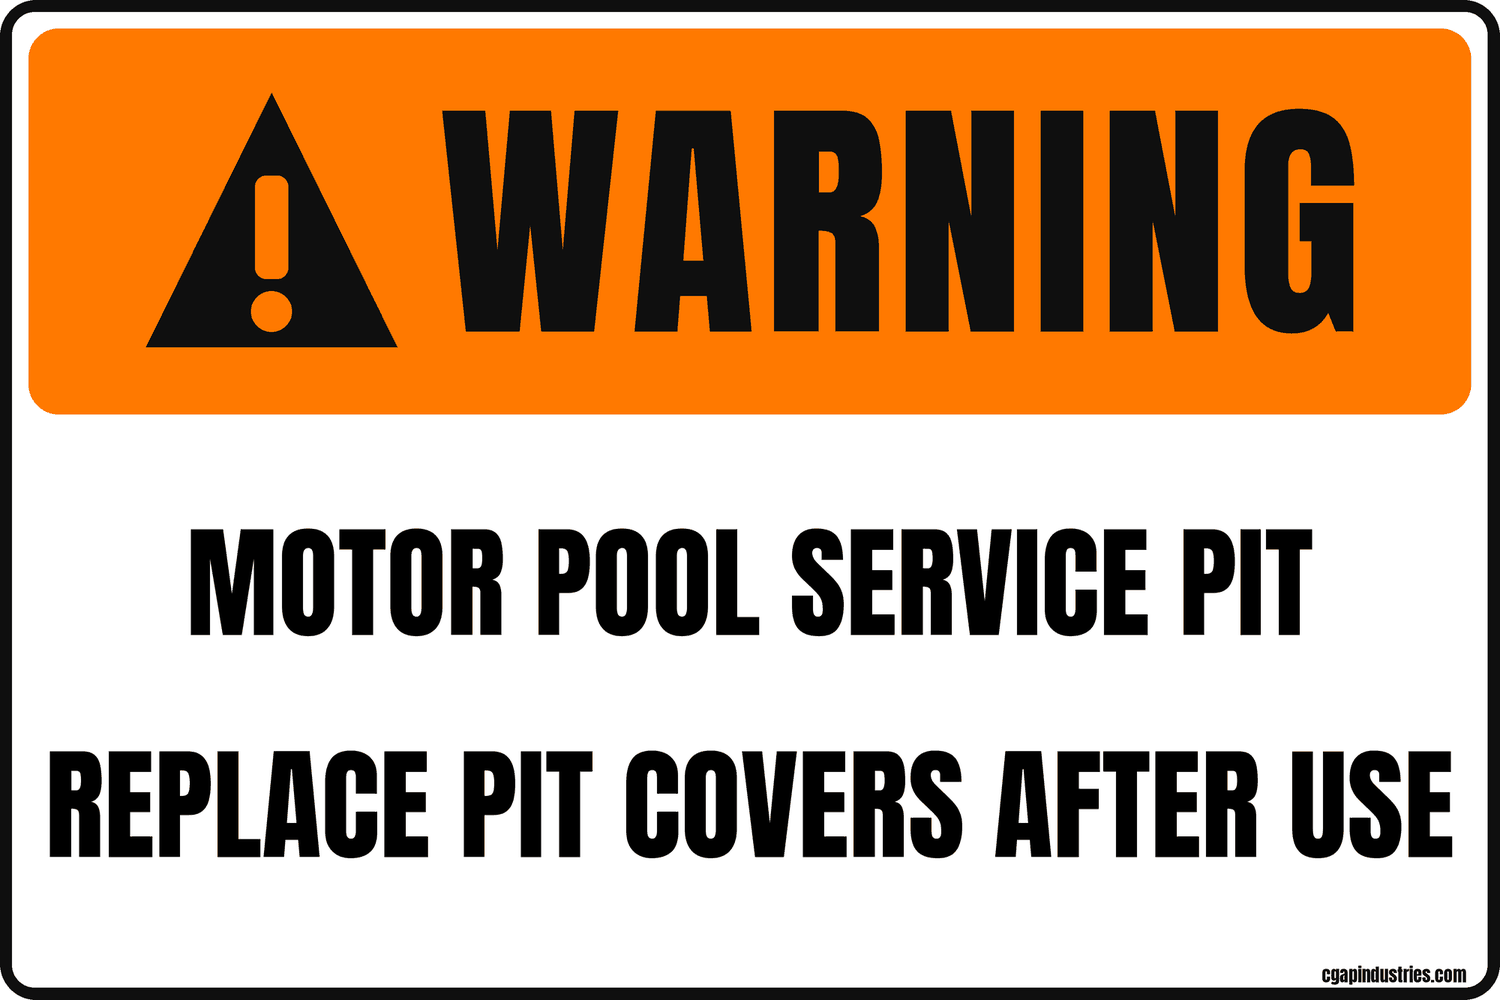 WARNING
MOTOR POOL SERVICE PIT
REPLACE PIT COVERS AFTER USE
cgapindustries.com